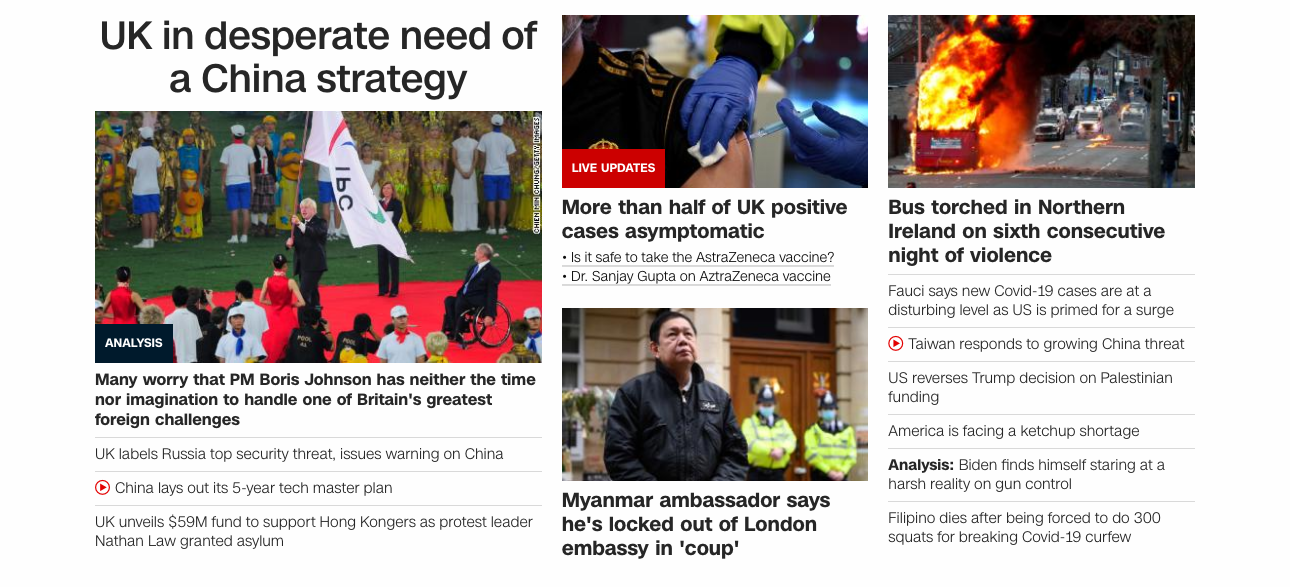 UK in desperate need of
a China strategy
CHIEN MIN CHUNG/GETTY IMAGES
IPC
POOL
POOL
ANALYSIS
Many worry that PM Boris Johnson has neither the time
nor imagination to handle one of Britain's greatest
foreign challenges
UK labels Russia top security threat, issues warning on China
China lays out its 5-year tech master plan
UK unveils $59M fund to support Hong Kongers as protest leader
Nathan Law granted asylum
LIVE UPDATES
More than half of UK positive
cases asymptomatic
• Is it safe to take the AstraZeneca vaccine?
• Dr. Sanjay Gupta on AztraZeneca vaccine
Myanmar ambassador says
he's locked out of London
embassy in 'coup'
Bus torched in Northern
Ireland on sixth consecutive
night of violence
Fauci says new Covid-19 cases are at a
disturbing level as US is primed for a surge
Taiwan responds to growing China threat
US reverses Trump decision on Palestinian
funding
America is facing a ketchup shortage
Analysis: Biden finds himself staring at a
harsh reality on gun control
Filipino dies after being forced to do 300
squats for breaking Covid-19 curfew